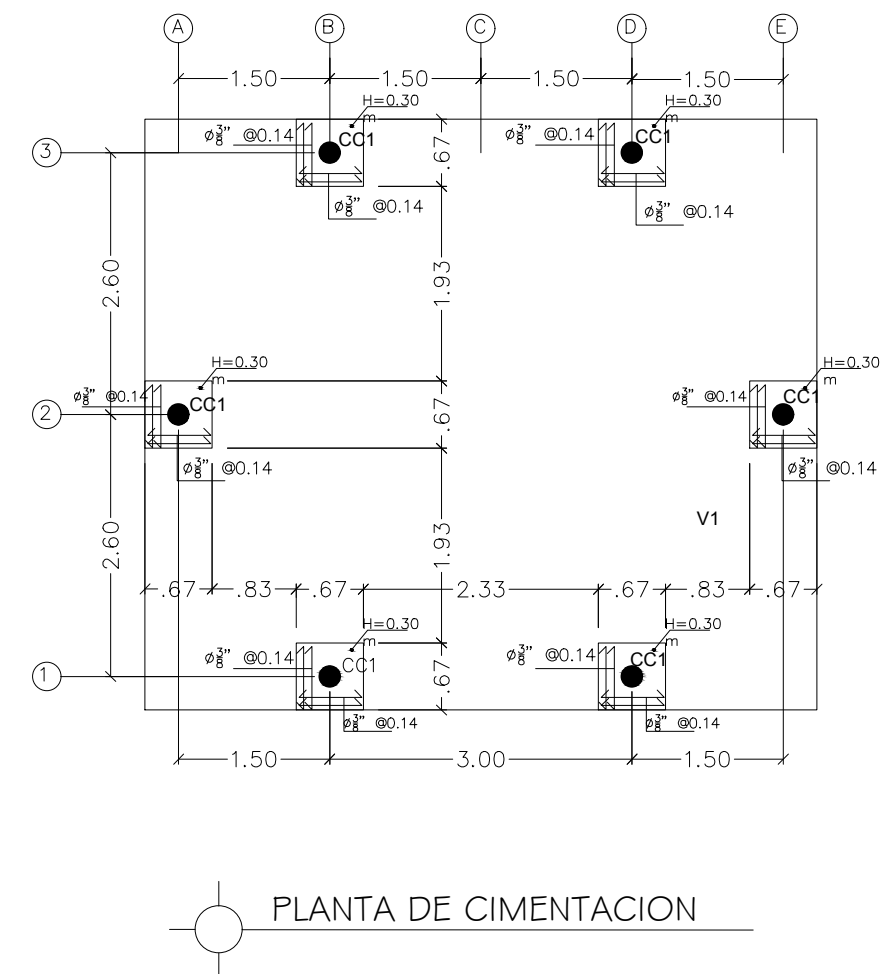 A B C D E
1.50 1.50 1.50 1.50
H=0.30 H=0.30
m m
3 ø3/8" @0.14 CC1 .67 ø3/8" @0.14 CC1
ø3/8" @0.14 ø3/8" @0.14
2.60 1.93
H=0.30 H=0.30
m m
ø3/8" @0.14 ø3/8" @0.14
2 CC1 .67 CC1
ø3/8" @0.14 ø3/8" @0.14
V1
2.60 1.93
.67 .83 .67 2.33 .67 .83 .67
H=0.30 H=0.30
m m
ø3/8" @0.14 CC1 ø3/8" @0.14 CC1
1 .67
ø3/8" @0.14 ø3/8" @0.14
1.50 3.00 1.50
PLANTA DE CIMENTACION